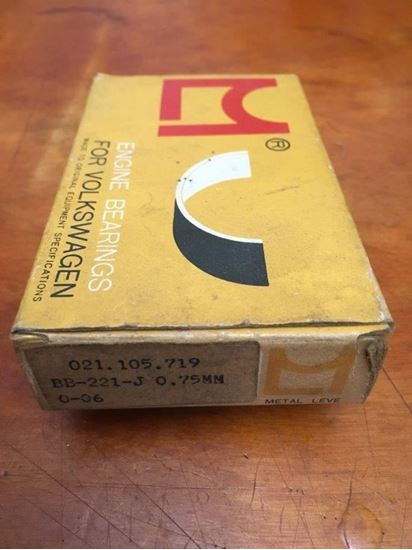 ®
ENGINE BEARINGS
FOR VOLKSWAGEN
MADE TO ORIGINAL EQUIPMENT SPECIFICATIONS
021.105.719
BB-221-J 0.75MM
0-06
METAL LEVE